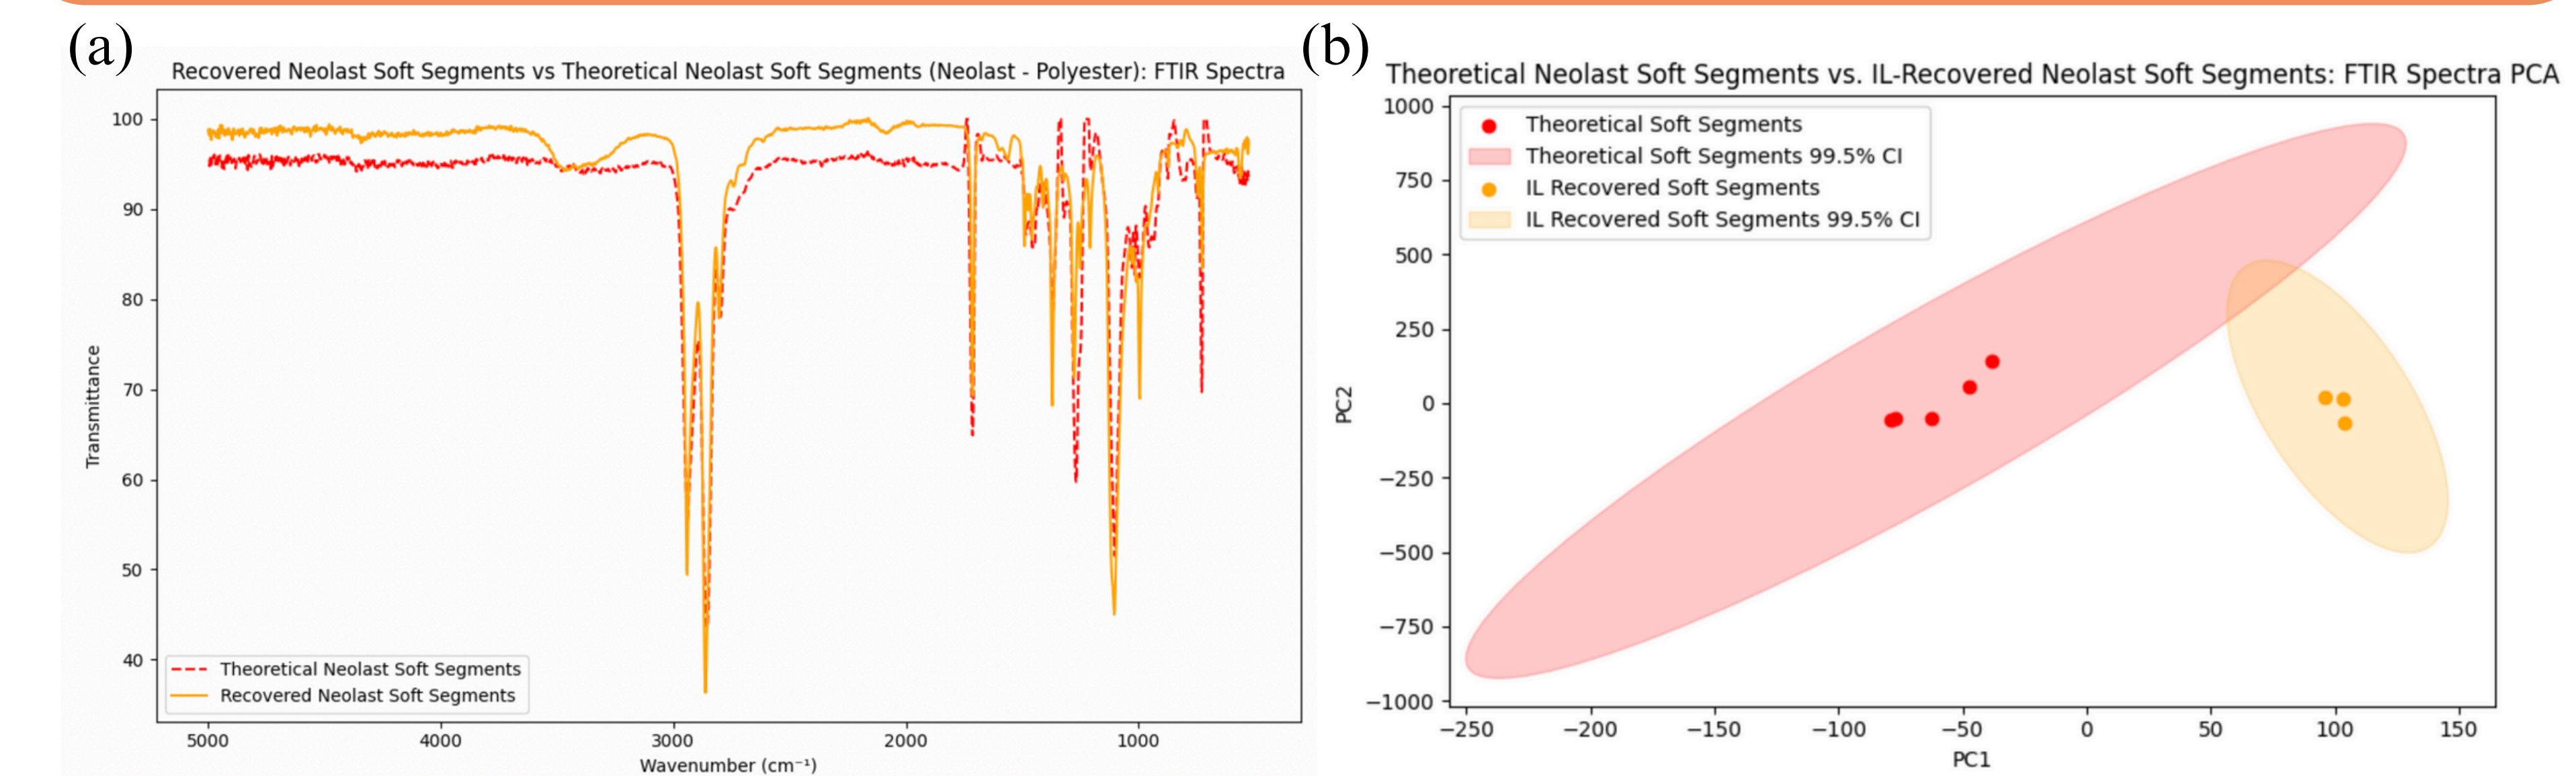 (a)
Recovered Neolast Soft Segments vs Theoretical Neolast Soft Segments (Neolast - Polyester): FTIR Spectra
100
90
80
70
60
50
40
Transmittance
Theoretical Neolast Soft Segments
Recovered Neolast Soft Segments
5000 4000 3000 2000 1000
Wavenumber (cm⁻¹)
(b)
Theoretical Neolast Soft Segments vs. IL-Recovered Neolast Soft Segments: FTIR Spectra PCA
Theoretical Soft Segments
Theoretical Soft Segments 99.5% CI
IL Recovered Soft Segments
IL Recovered Soft Segments 99.5% CI
1000
750
500
250
0
−250
−500
−750
−1000
PC2
−250 −200 −150 −100 −50 0 50 100 150
PC1